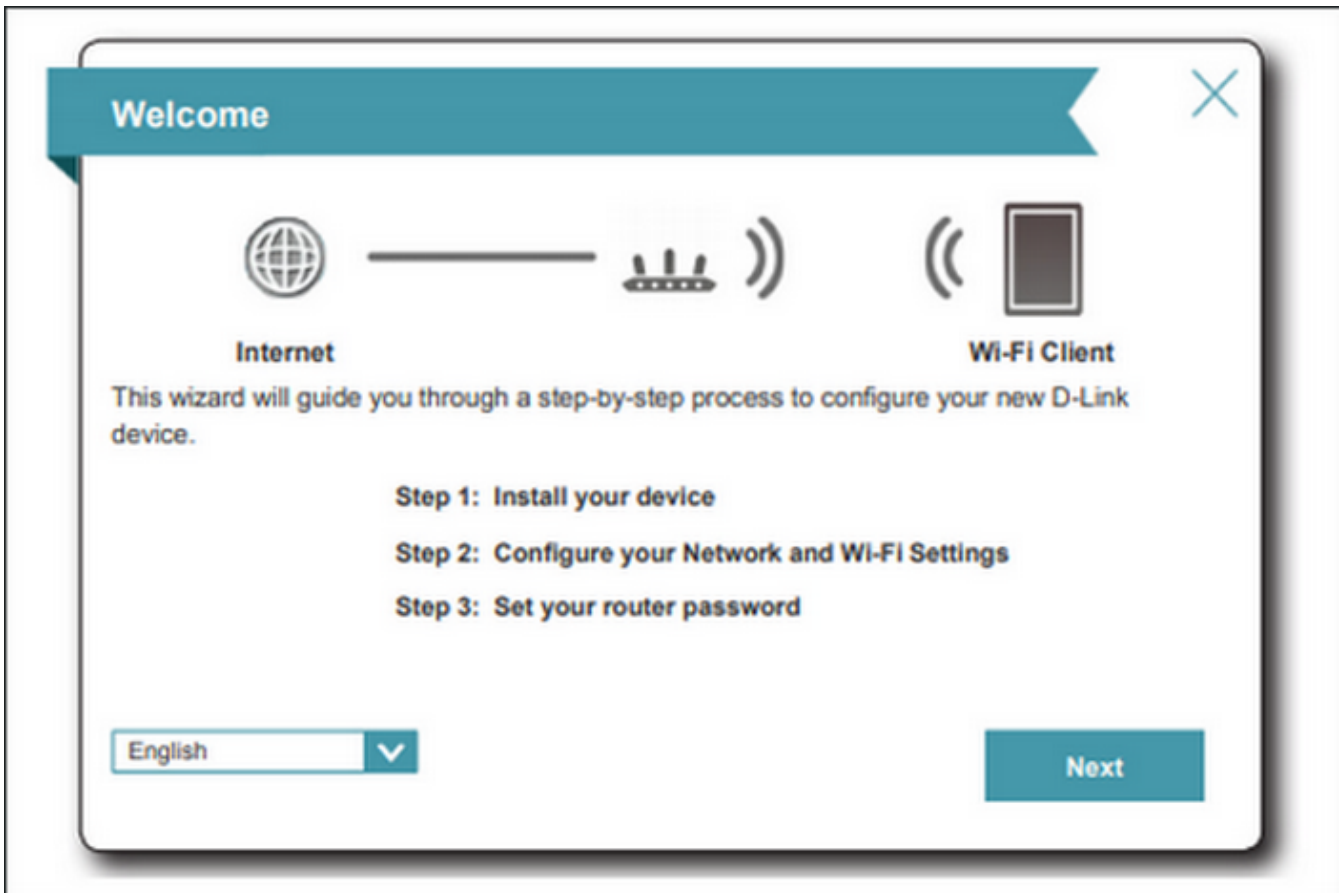 Welcome
Internet
Wi-Fi Client
This wizard will guide you through a step-by-step process to configure your new D-Link
device.
Step 1: Install your device
Step 2: Configure your Network and Wi-Fi Settings
Step 3: Set your router password
English
Next